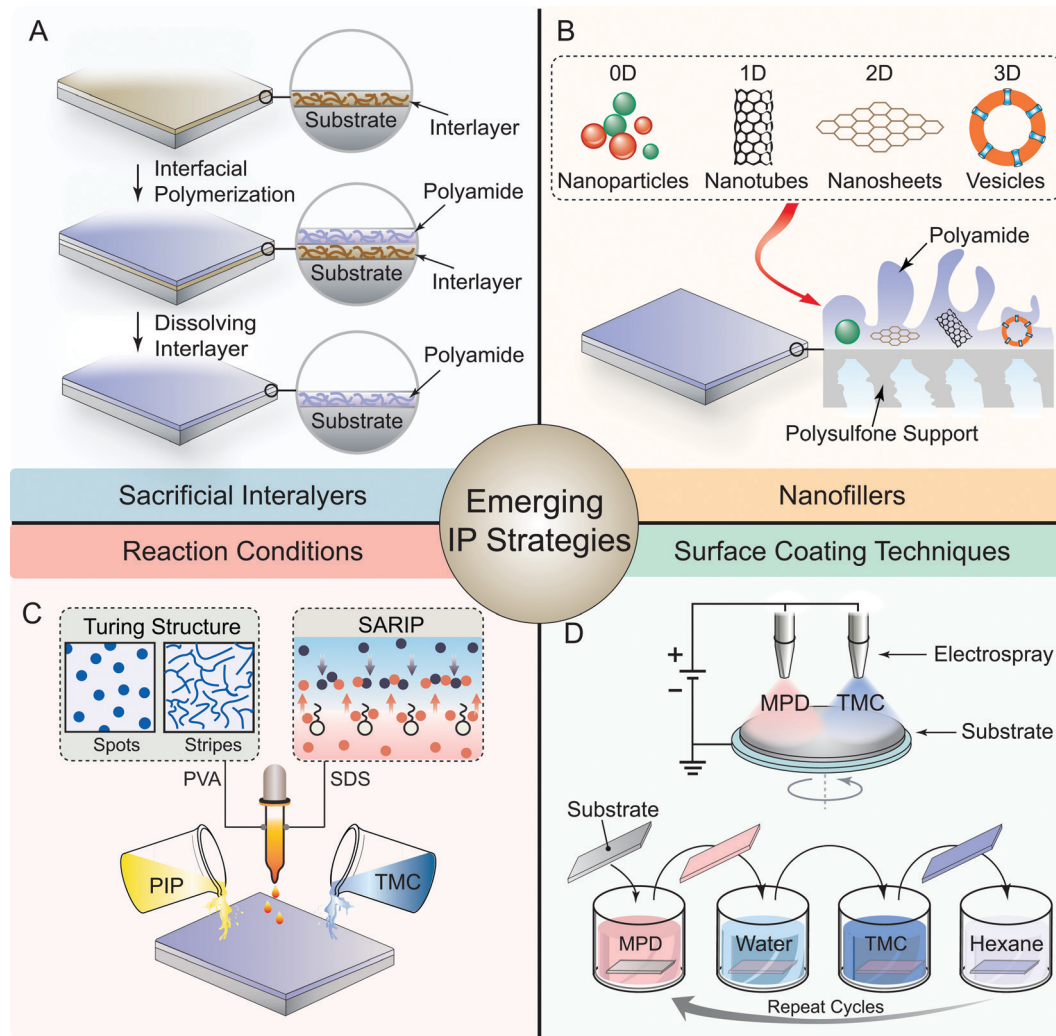 A
Substrate
Interlayer
Interfacial
Polymerization
Polyamide
Substrate
Interlayer
Dissolving
Interlayer
Polyamide
Substrate
Sacrificial Interalyers
B
0D
1D
2D
3D
Nanoparticles
Nanotubes
Nanosheets
Vesicles
Polyamide
Polysulfone Support
Nanofillers
Emerging
IP Strategies
Reaction Conditions
C
Turing Structure
Spots
Stripes
SARIP
PVA
SDS
PIP
TMC
Surface Coating Techniques
D
+
−
MPD
TMC
Electrospray
Substrate
Substrate
MPD
Water
TMC
Hexane
Repeat Cycles